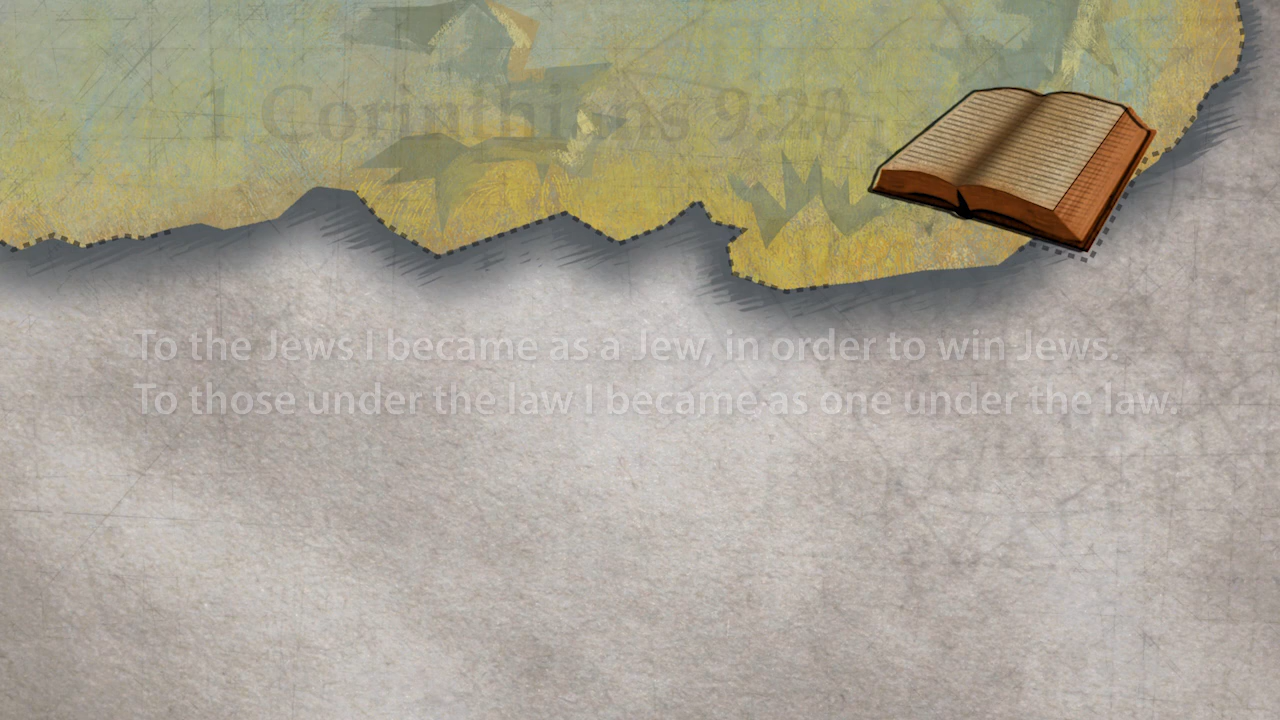 1 Corinthians 9:20
To the Jews I became as a Jew, in order to win Jews.
To those under the law I became as one under the law.